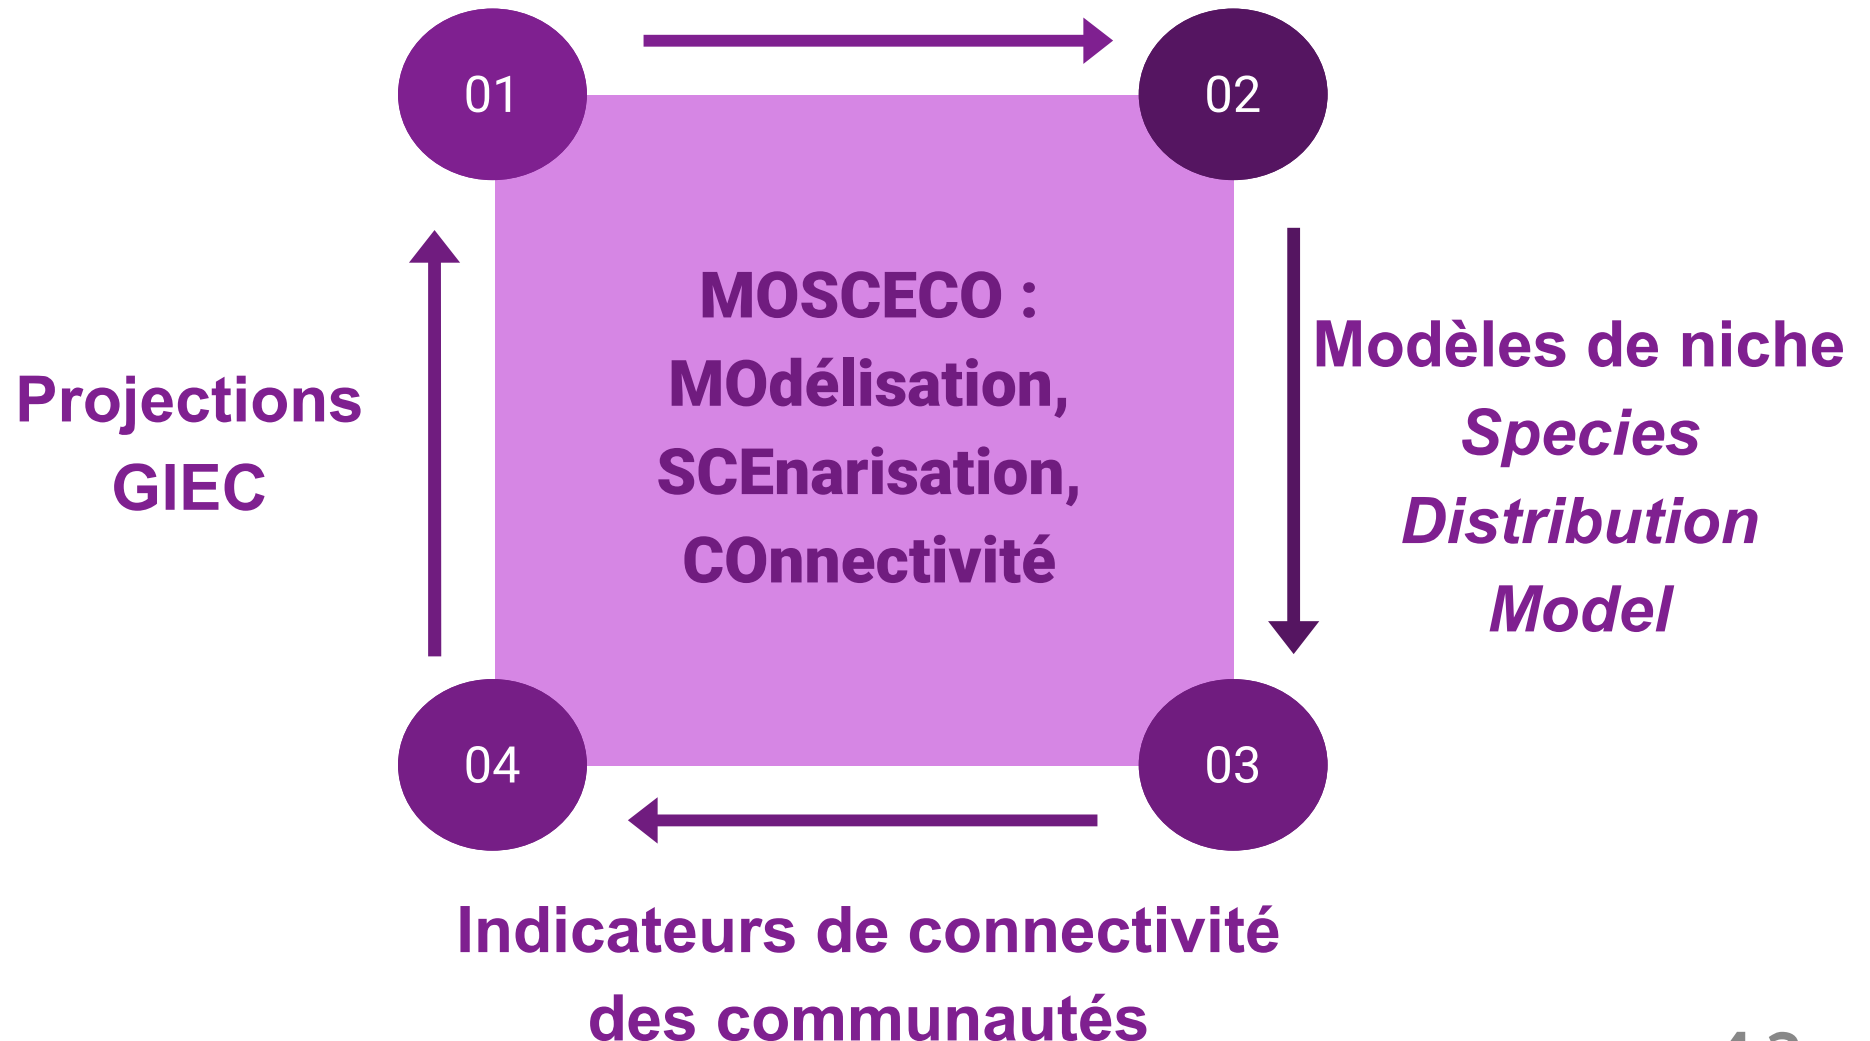 01
02
MOSCECO :
MOdélisation,
SCEnarisation,
COnnectivité
Projections
GIEC
Modèles de niche
Species
Distribution
Model
04
03
Indicateurs de connectivité
des communautés